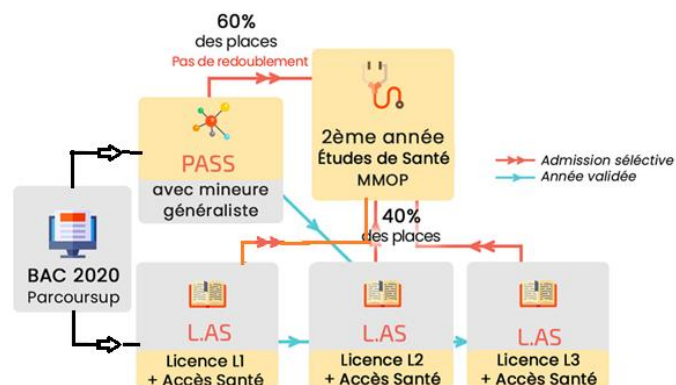 60%
des places
Pas de redoublement
2ème année
Études de Santé
MMOP
PASS
avec mineure
généraliste
Admission séléctive
Année validée
40%
des places
BAC 2020
Parcoursup
L.AS
Licence L1
+ Accès Santé
L.AS
Licence L2
+ Accès Santé
L.AS
Licence L3
+ Accès Santé